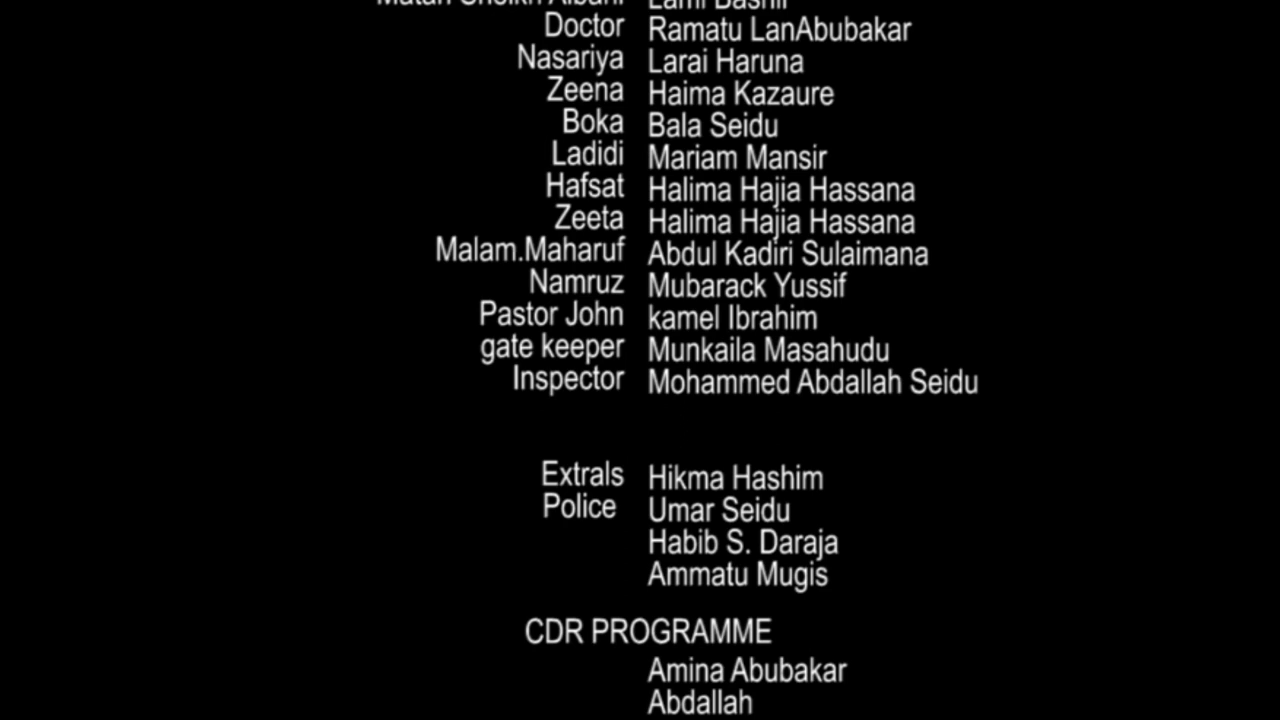 Doctor Ramatu LanAbubakar
Nasariya Larai Haruna
Zeena Haima Kazaure
Boka Bala Seidu
Ladidi Mariam Mansir
Hafsat Halima Hajia Hassana
Zeeta Halima Hajia Hassana
Malam.Maharuf Abdul Kadiri Sulaimana
Namruz Mubarack Yussif
Pastor John kamel Ibrahim
gate keeper Munkaila Masahudu
Inspector Mohammed Abdallah Seidu
Extrals Hikma Hashim
Police Umar Seidu
Habib S. Daraja
Ammatu Mugis
CDR PROGRAMME
Amina Abubakar
Abdallah